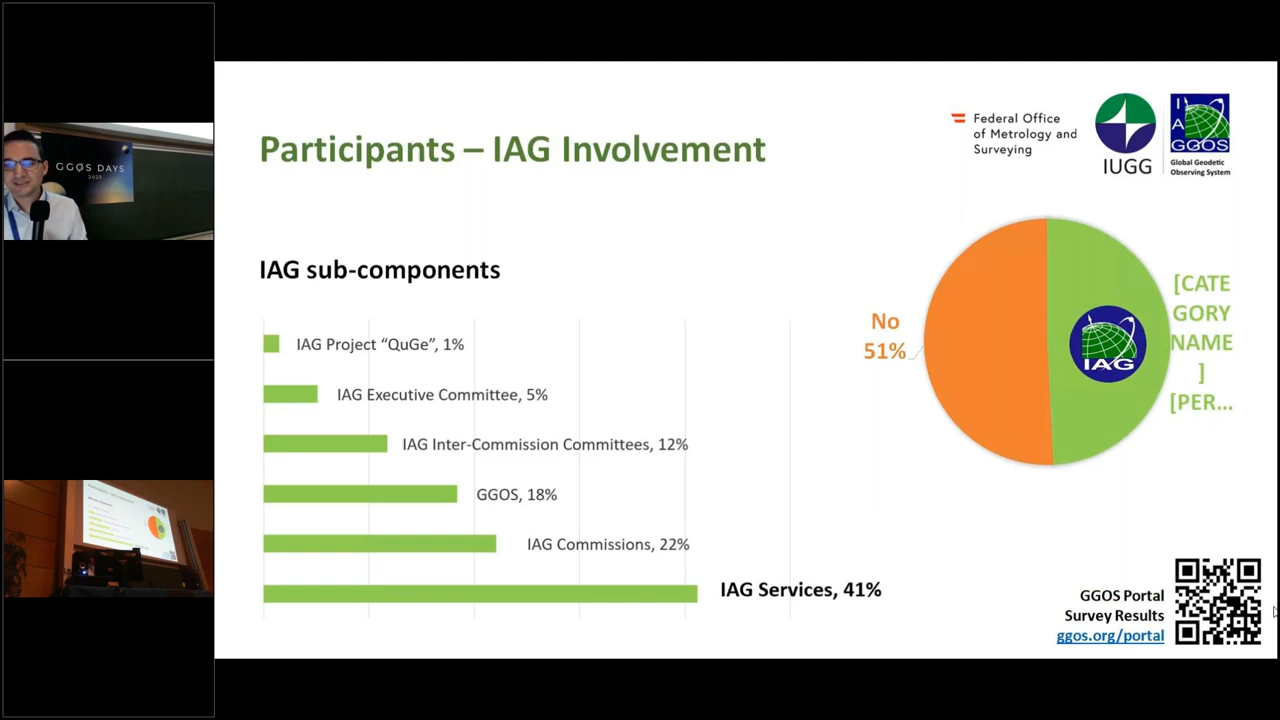 GGOS DAYS
2023
Participants – IAG Involvement
Federal Office
of Metrology and
Surveying
IUGG
I
A
G
GGOS
Global Geodetic
Observing System
IAG sub-components
IAG Project “QuGe”, 1%
IAG Executive Committee, 5%
IAG Inter-Commission Committees, 12%
GGOS, 18%
IAG Commissions, 22%
IAG Services, 41%
No
51%
IAG
[CATE
GORY
NAME
]
[PER...
GGOS Portal
Survey Results
ggos.org/portal